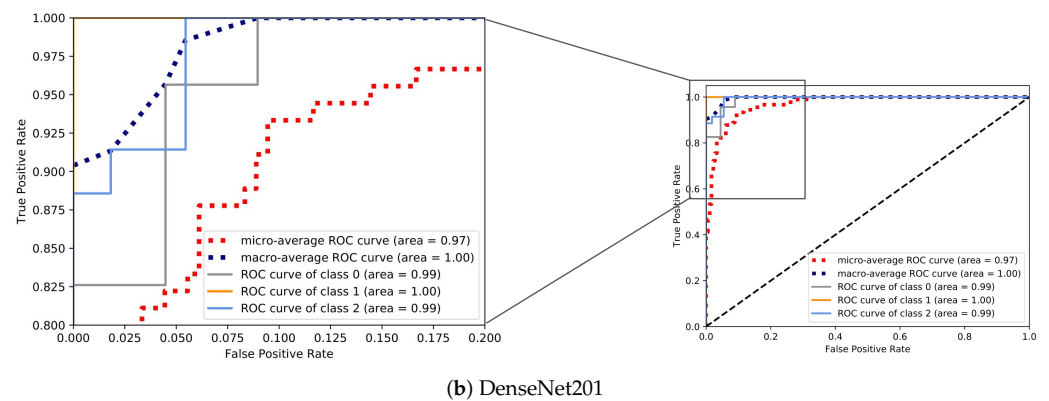 1.000
0.975
0.950
0.925
0.900
0.875
0.850
0.825
0.800
True Positive Rate
micro-average ROC curve (area = 0.97)
macro-average ROC curve (area = 1.00)
ROC curve of class 0 (area = 0.99)
ROC curve of class 1 (area = 1.00)
ROC curve of class 2 (area = 0.99)
0.000 0.025 0.050 0.075 0.100 0.125 0.150 0.175 0.200
False Positive Rate
1.0
0.8
0.6
0.4
0.2
0.0
True Positive Rate
micro-average ROC curve (area = 0.97)
macro-average ROC curve (area = 1.00)
ROC curve of class 0 (area = 0.99)
ROC curve of class 1 (area = 1.00)
ROC curve of class 2 (area = 0.99)
0.0 0.2 0.4 0.6 0.8 1.0
False Positive Rate
(b) DenseNet201